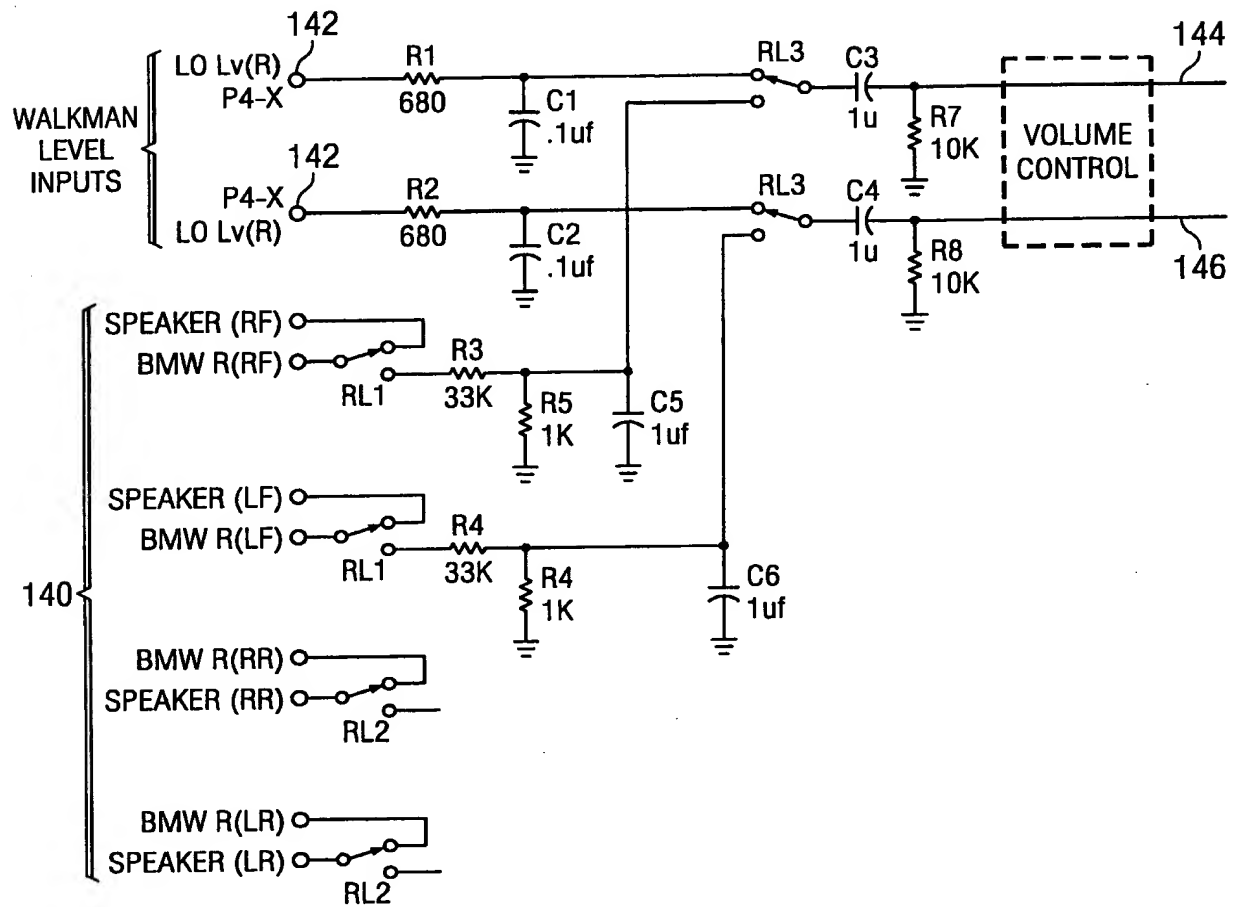 142
LO Lv(R)
P4-X
R1
680
C1
.1uf
RL3
C3
1u
R7
10K
144
WALKMAN
LEVEL
INPUTS
VOLUME
CONTROL
142
P4-X
LO Lv(R)
R2
680
C2
.1uf
RL3
C4
1u
R8
10K
146
140
SPEAKER (RF)
BMW R(RF)
RL1
R3
33K
R5
1K
C5
1uf
SPEAKER (LF)
BMW R(LF)
RL1
R4
33K
R4
1K
C6
1uf
BMW R(RR)
SPEAKER (RR)
RL2
BMW R(LR)
SPEAKER (LR)
RL2